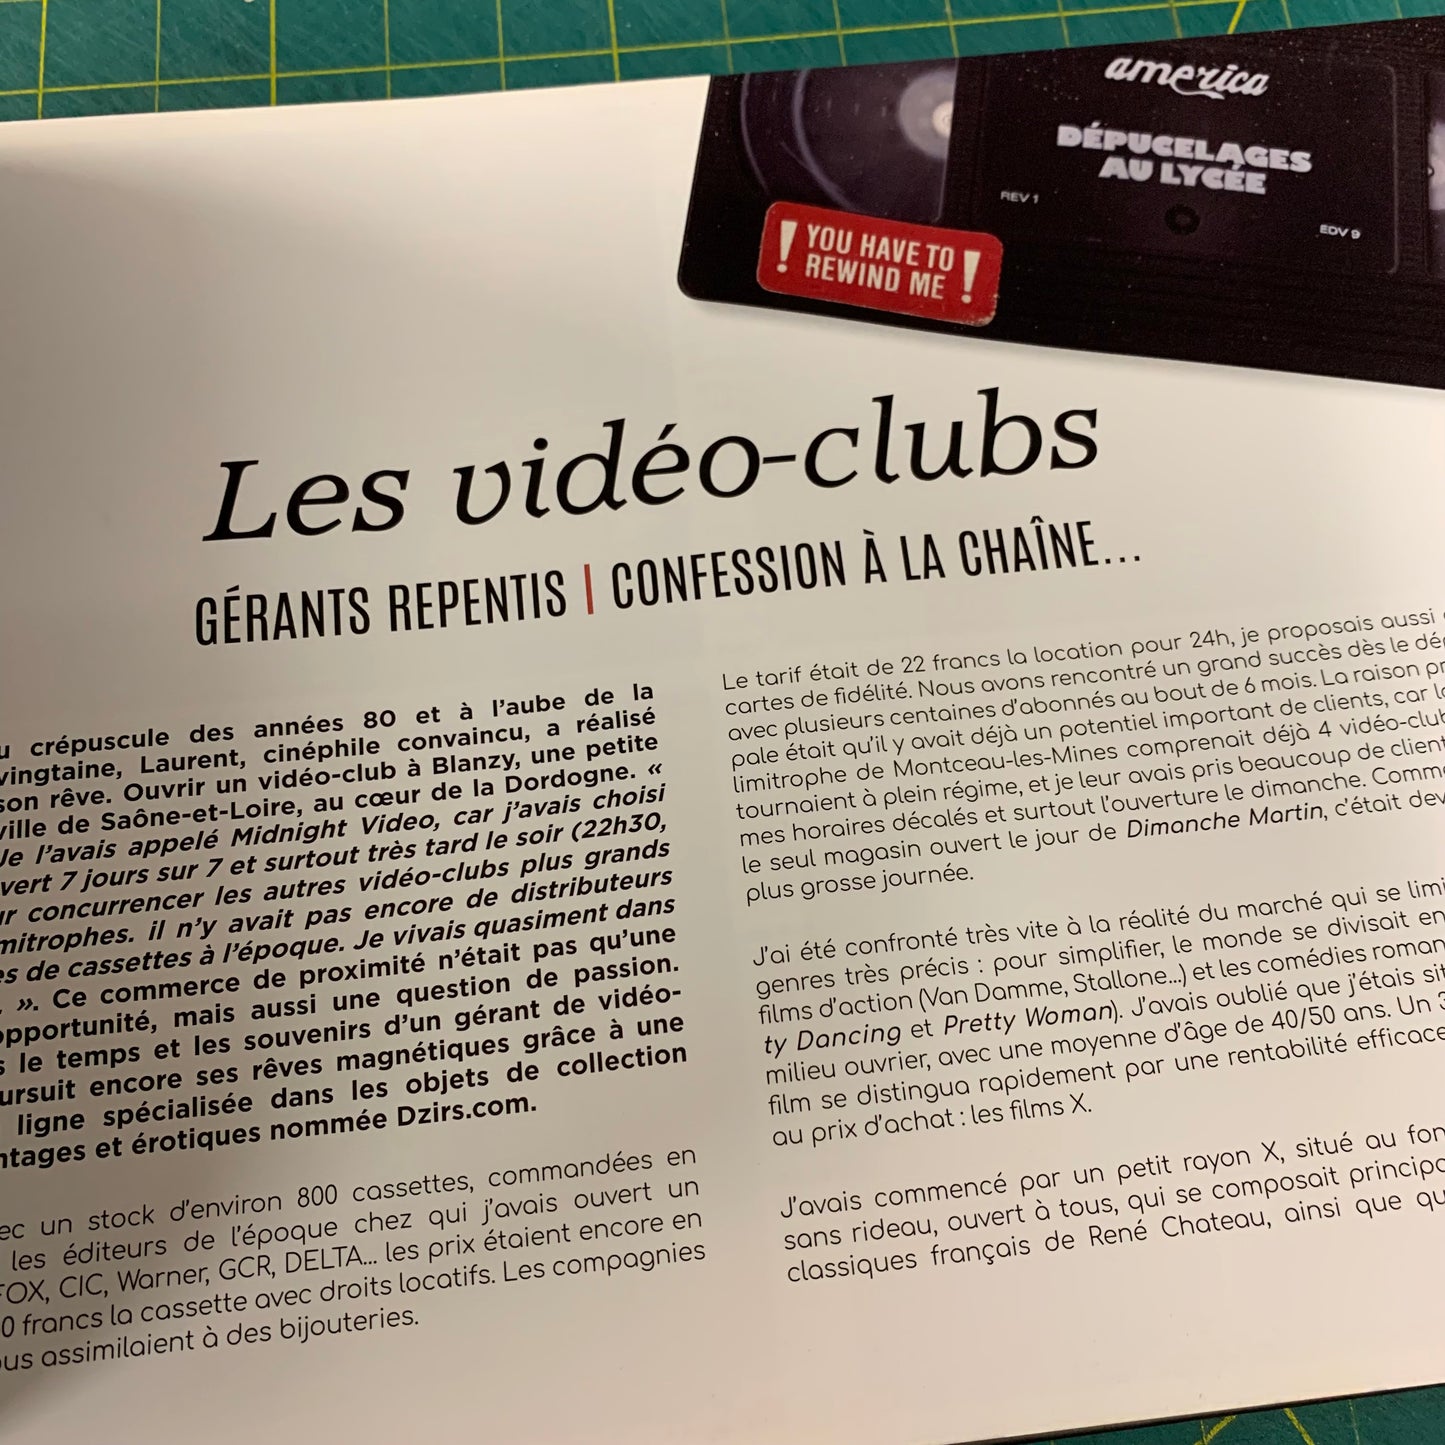 america
DÉPUCELAGES
AU LYCÉE
REV 1
EDV 9
! YOU HAVE TO !
REWIND ME
Les vidéo-clubs
GÉRANTS REPENTIS | CONFESSION À LA CHAÎNE...
crépuscule des années 80 et à l'aube de la
vingtaine, Laurent, cinéphile convaincu, a réalisé
son rêve. Ouvrir un vidéo-club à Blanzy, une petite
ville de Saône-et-Loire, au cœur de la Dordogne. «
Je l'avais appelé Midnight Video, car j'avais choisi
vert 7 jours sur 7 et surtout très tard le soir (22h30,
ur concurrencer les autres vidéo-clubs plus grands
mitrophes. il n'y avait pas encore de distributeurs
es de cassettes à l'époque. Je vivais quasiment dans
». Ce commerce de proximité n'était pas qu'une
opportunité, mais aussi une question de passion.
s le temps et les souvenirs d'un gérant de vidéo-
ursuit encore ses rêves magnétiques grâce à une
ligne spécialisée dans les objets de collection
ntages et érotiques nommée Dzirs.com.
ec un stock d'environ 800 cassettes, commandées en
les éditeurs de l'époque chez qui j'avais ouvert un
FOX, CIC, Warner, GCR, DELTA... les prix étaient encore en
0 francs la cassette avec droits locatifs. Les compagnies
ous assimilaient à des bijouteries.
Le tarif était de 22 francs la location pour 24h, je proposais aussi
cartes de fidélité. Nous avons rencontré un grand succès dès le dé
avec plusieurs centaines d'abonnés au bout de 6 mois. La raison pr
pale était qu'il y avait déjà un potentiel important de clients, car l
limitrophe de Montceau-les-Mines comprenait déjà 4 vidéo-club
tournaient à plein régime, et je leur avais pris beaucoup de client
mes horaires décalés et surtout l'ouverture le dimanche. Comme
le seul magasin ouvert le jour de Dimanche Martin, c'était dev
plus grosse journée.
J'ai été confronté très vite à la réalité du marché qui se limi
genres très précis : pour simplifier, le monde se divisait en
films d'action (Van Damme, Stallone...) et les comédies roman
ty Dancing et Pretty Woman). J'avais oublié que j'étais sit
milieu ouvrier, avec une moyenne d'âge de 40/50 ans. Un 3
film se distingua rapidement par une rentabilité efficace
au prix d'achat : les films X.
J'avais commencé par un petit rayon X, situé au fon
sans rideau, ouvert à tous, qui se composait principa
classiques français de René Chateau, ainsi que qu